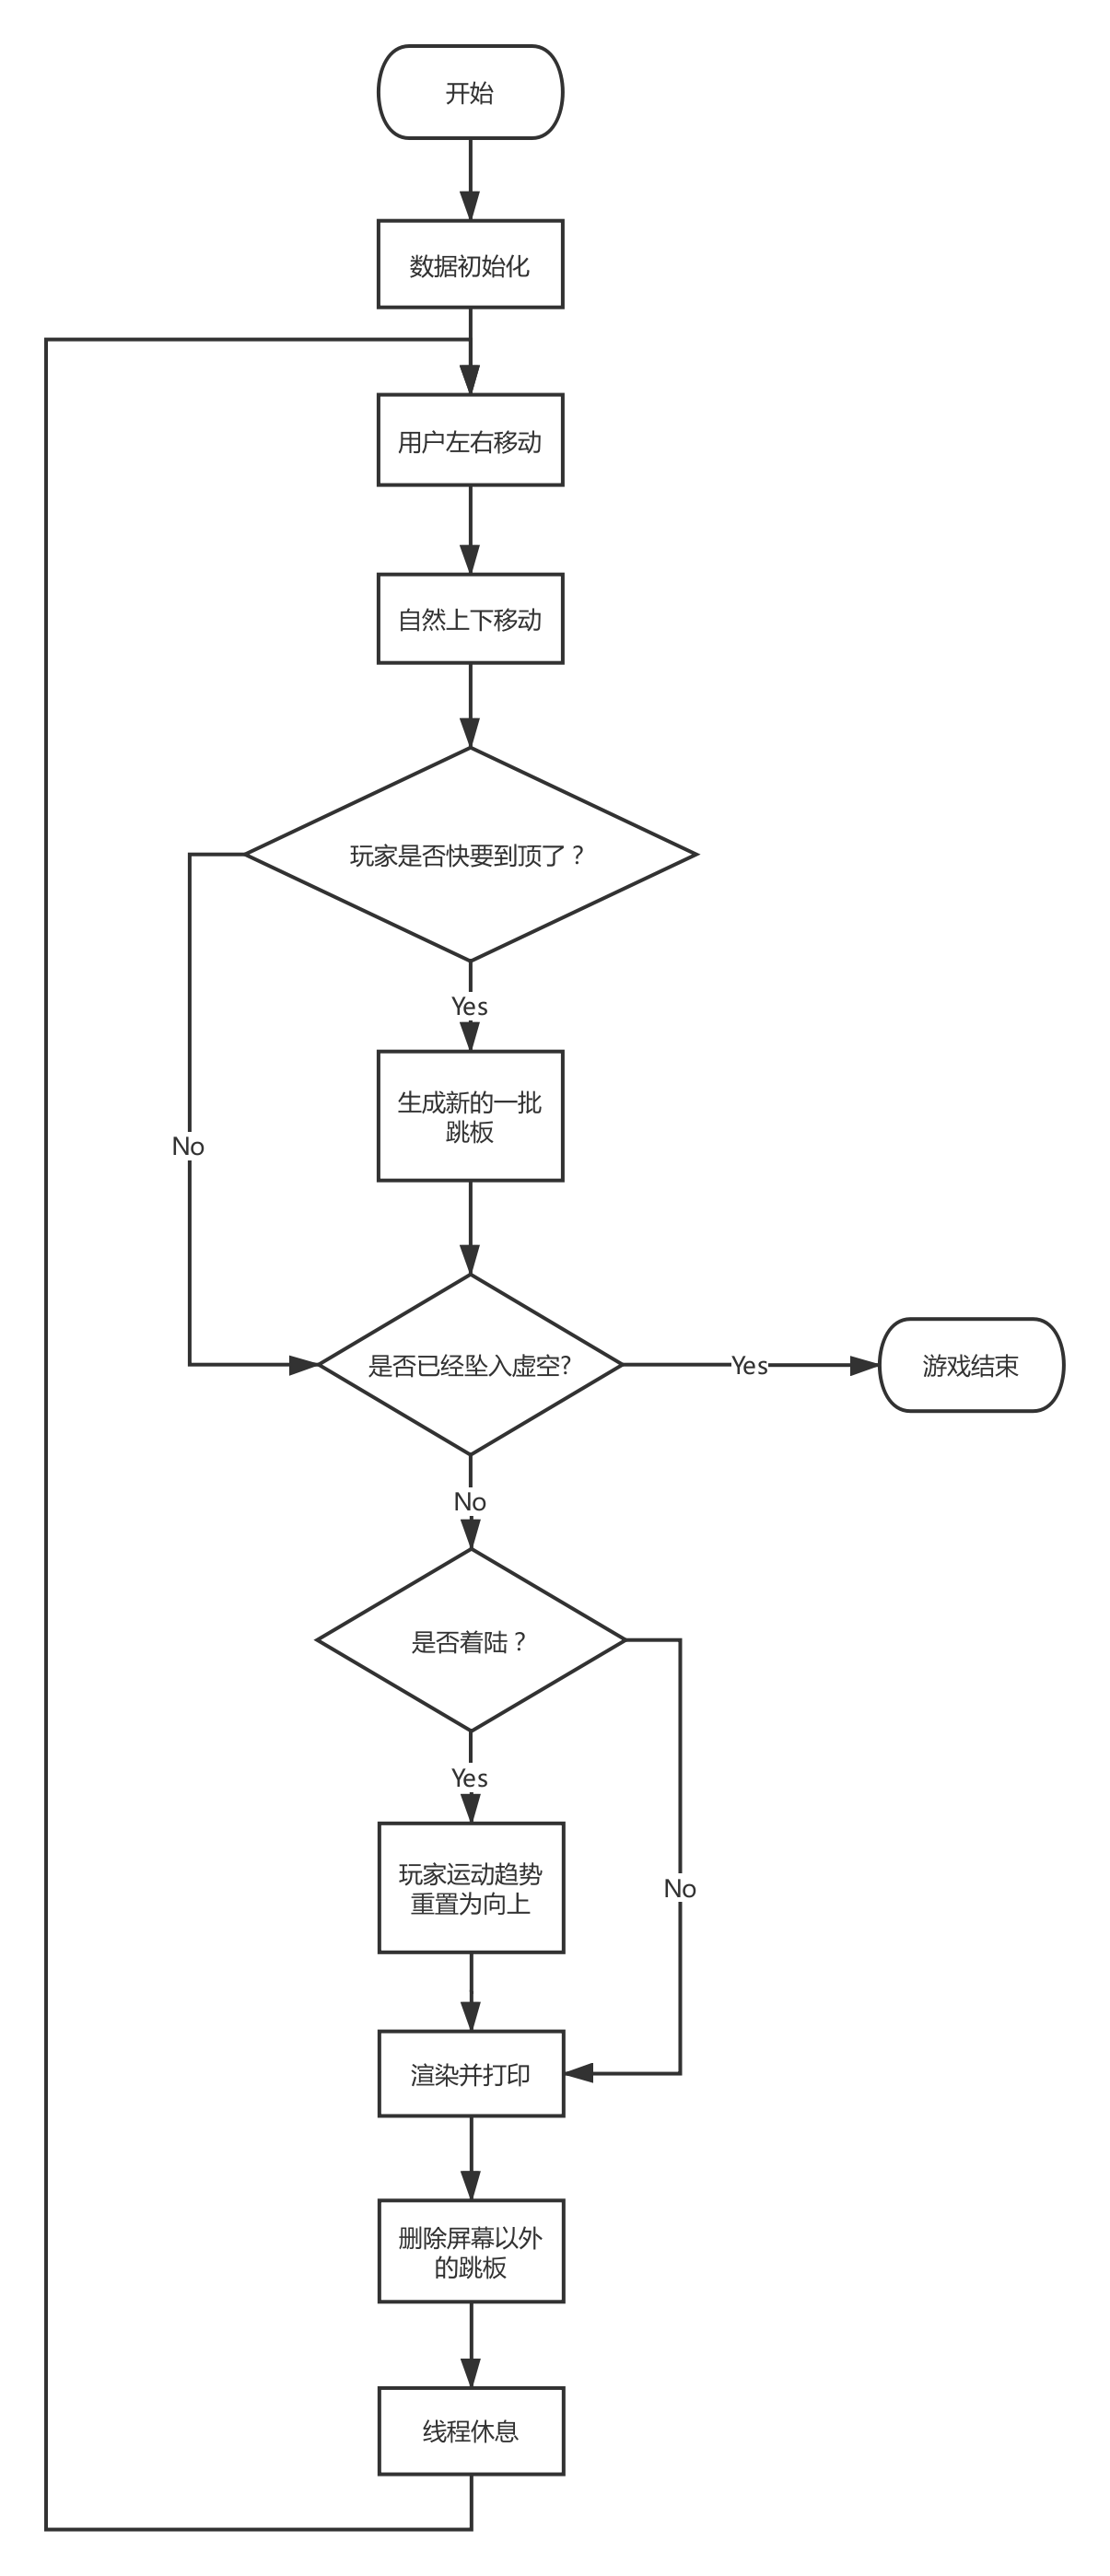 开始
数据初始化
用户左右移动
自然上下移动
玩家是否快要到顶了？
Yes
生成新的一批
跳板
No
是否已经坠入虚空?
Yes
游戏结束
No
是否着陆？
Yes
玩家运动趋势
重置为向上
No
渲染并打印
删除屏幕以外
的跳板
线程休息